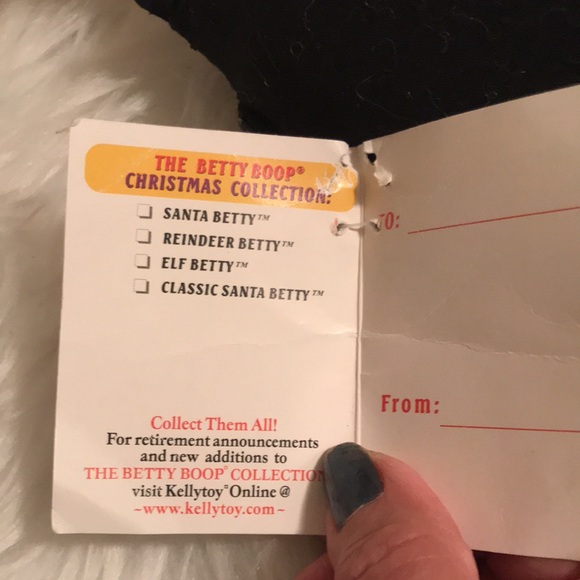 THE BETTY BOOP®
CHRISTMAS COLLECTION:
SANTA BETTY™
REINDEER BETTY™
ELF BETTY™
CLASSIC SANTA BETTY™
Collect Them All!
For retirement announcements
and new additions to
THE BETTY BOOP® COLLECTION
visit Kellytoy® Online @
~www.kellytoy.com~
TO:
From: